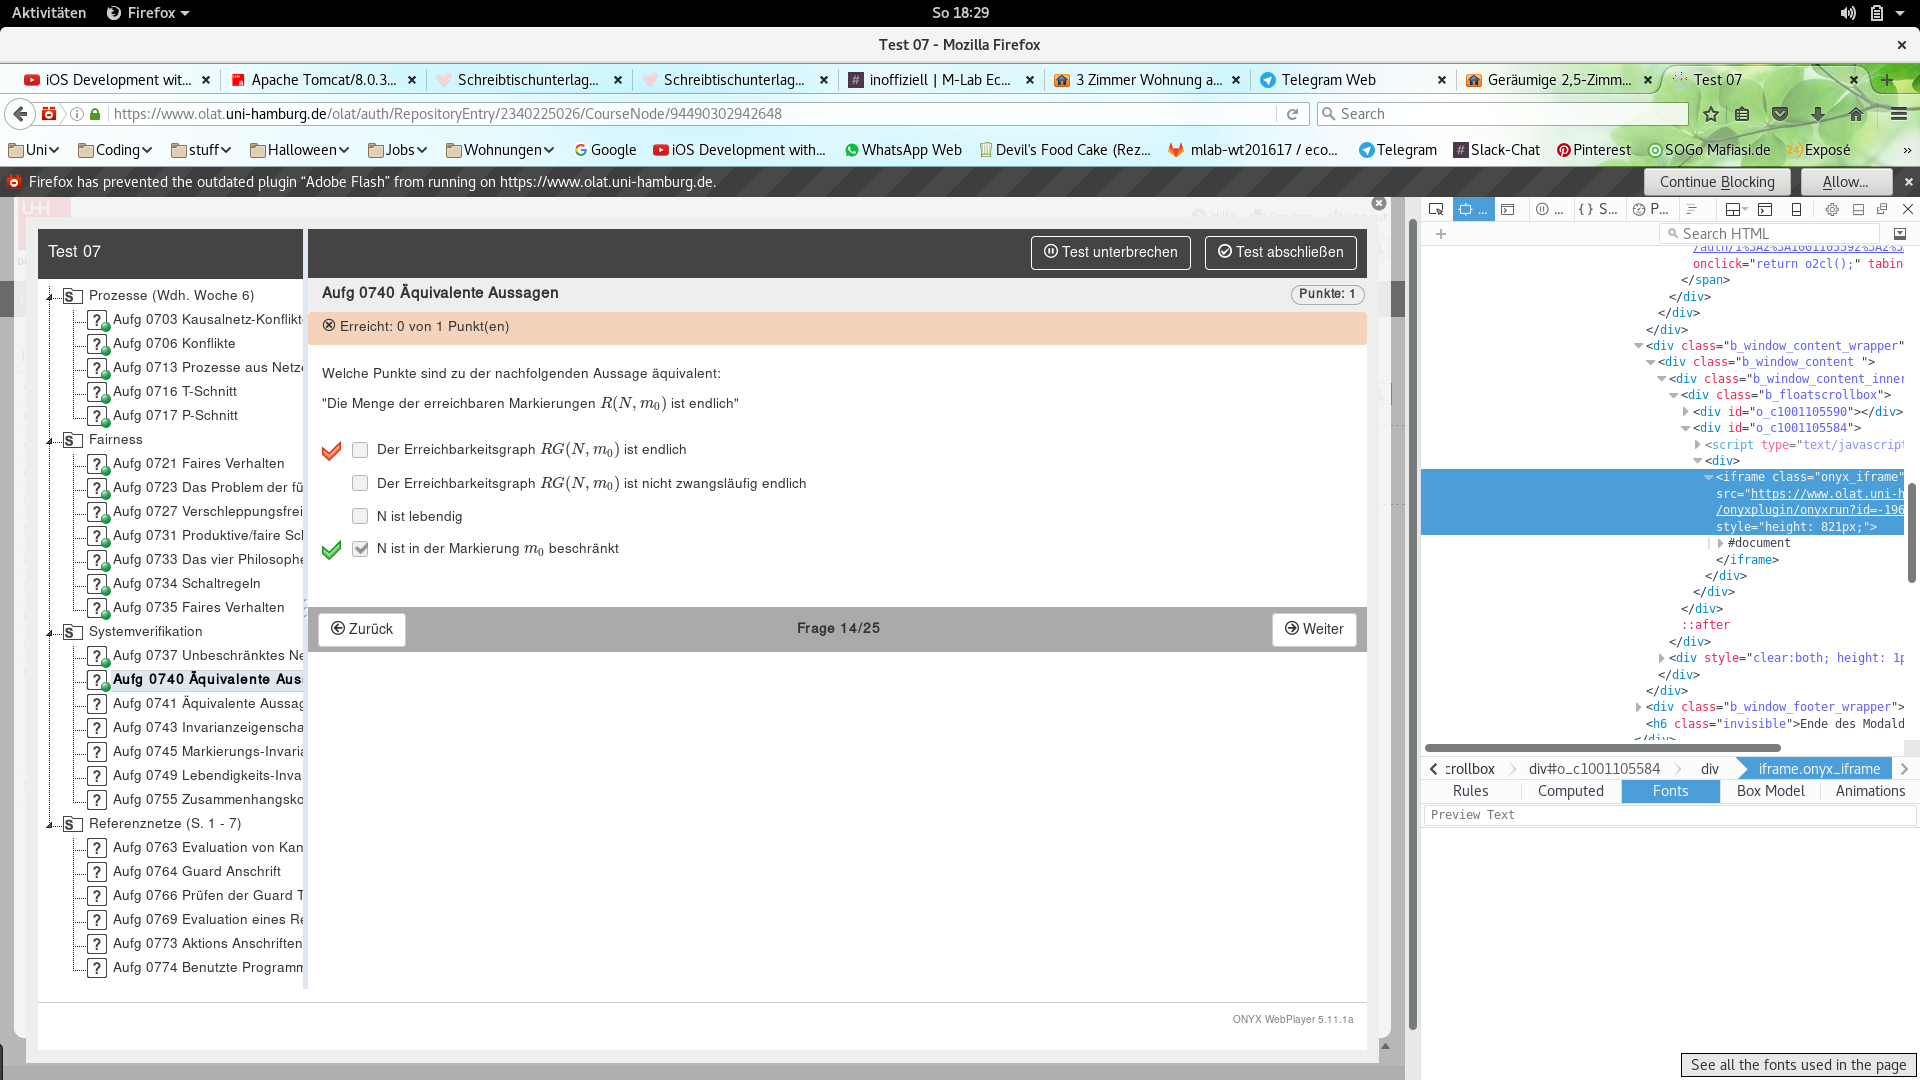 Aktivitäten
Firefox
So 18:29
Test 07 - Mozilla Firefox
iOS Development wit...
Apache Tomcat/8.0.3...
Schreibtischunterlag...
Schreibtischunterlag...
inoffiziell | M-Lab Ec...
3 Zimmer Wohnung a...
Telegram Web
Geräumige 2,5-Zimm...
Test 07
https://www.olat.uni-hamburg.de/olat/auth/RepositoryEntry/2340225026/CourseNode/94490302942648
Search
Uni
Coding
stuff
Halloween
Jobs
Wohnungen
Google
iOS Development with...
WhatsApp Web
Devil's Food Cake (Rez...
mlab-wt201617 / eco...
Telegram
Slack-Chat
Pinterest
SOGo Mafiasi.de
Exposé
»
Firefox has prevented the outdated plugin “Adobe Flash” from running on https://www.olat.uni-hamburg.de.
Continue Blocking
Allow...
Test 07
Test unterbrechen
Test abschließen
Prozesse (Wdh. Woche 6)
Aufg 0703 Kausalnetz-Konflikt
Aufg 0706 Konflikte
Aufg 0713 Prozesse aus Netze
Aufg 0716 T-Schnitt
Aufg 0717 P-Schnitt
Fairness
Aufg 0721 Faires Verhalten
Aufg 0723 Das Problem der fü
Aufg 0727 Verschleppungsfrei
Aufg 0731 Produktive/faire Sc
Aufg 0733 Das vier Philosophe
Aufg 0734 Schaltregeln
Aufg 0735 Faires Verhalten
Systemverifikation
Aufg 0737 Unbeschränktes Ne
Aufg 0740 Äquivalente Aus
Aufg 0741 Äquivalente Aussag
Aufg 0743 Invarianzeigenscha
Aufg 0745 Markierungs-Invaria
Aufg 0749 Lebendigkeits-Inva
Aufg 0755 Zusammenhangsko
Referenznetze (S. 1 - 7)
Aufg 0763 Evaluation von Kan
Aufg 0764 Guard Anschrift
Aufg 0766 Prüfen der Guard T
Aufg 0769 Evaluation eines Re
Aufg 0773 Aktions Anschriften
Aufg 0774 Benutzte Programm
Aufg 0740 Äquivalente Aussagen
Punkte: 1
Erreicht: 0 von 1 Punkt(en)
Welche Punkte sind zu der nachfolgenden Aussage äquivalent:
"Die Menge der erreichbaren Markierungen R(N, m₀) ist endlich"
Der Erreichbarkeitsgraph RG(N, m₀) ist endlich
Der Erreichbarkeitsgraph RG(N, m₀) ist nicht zwangsläufig endlich
N ist lebendig
N ist in der Markierung m₀ beschränkt
Zurück
Frage 14/25
Weiter
ONYX WebPlayer 5.11.1a
...
...
S...
P...
+
Search HTML
onclick="return o2cl();" tabin
</span>
</div>
</div>
</div>
<div class="b_window_content_wrapper"
<div class="b_window_content ">
<div class="b_window_content_inner
<div class="b_floatscrollbox">
<div id="o_c1001105590"></div>
<div id="o_c1001105584">
<script type="text/javascript
<div>
<iframe class="onyx_iframe"
src="https://www.olat.uni-h
/onyxplugin/onyxrun?id=-196
style="height: 821px;">
#document
</iframe>
</div>
</div>
</div>
::after
</div>
<div style="clear:both; height: 1p
</div>
</div>
<div class="b_window_footer_wrapper">
<h6 class="invisible">Ende des Modald
</div>
crollbox
div#o_c1001105584
div
iframe.onyx_iframe
Rules
Computed
Fonts
Box Model
Animations
Preview Text
See all the fonts used in the page